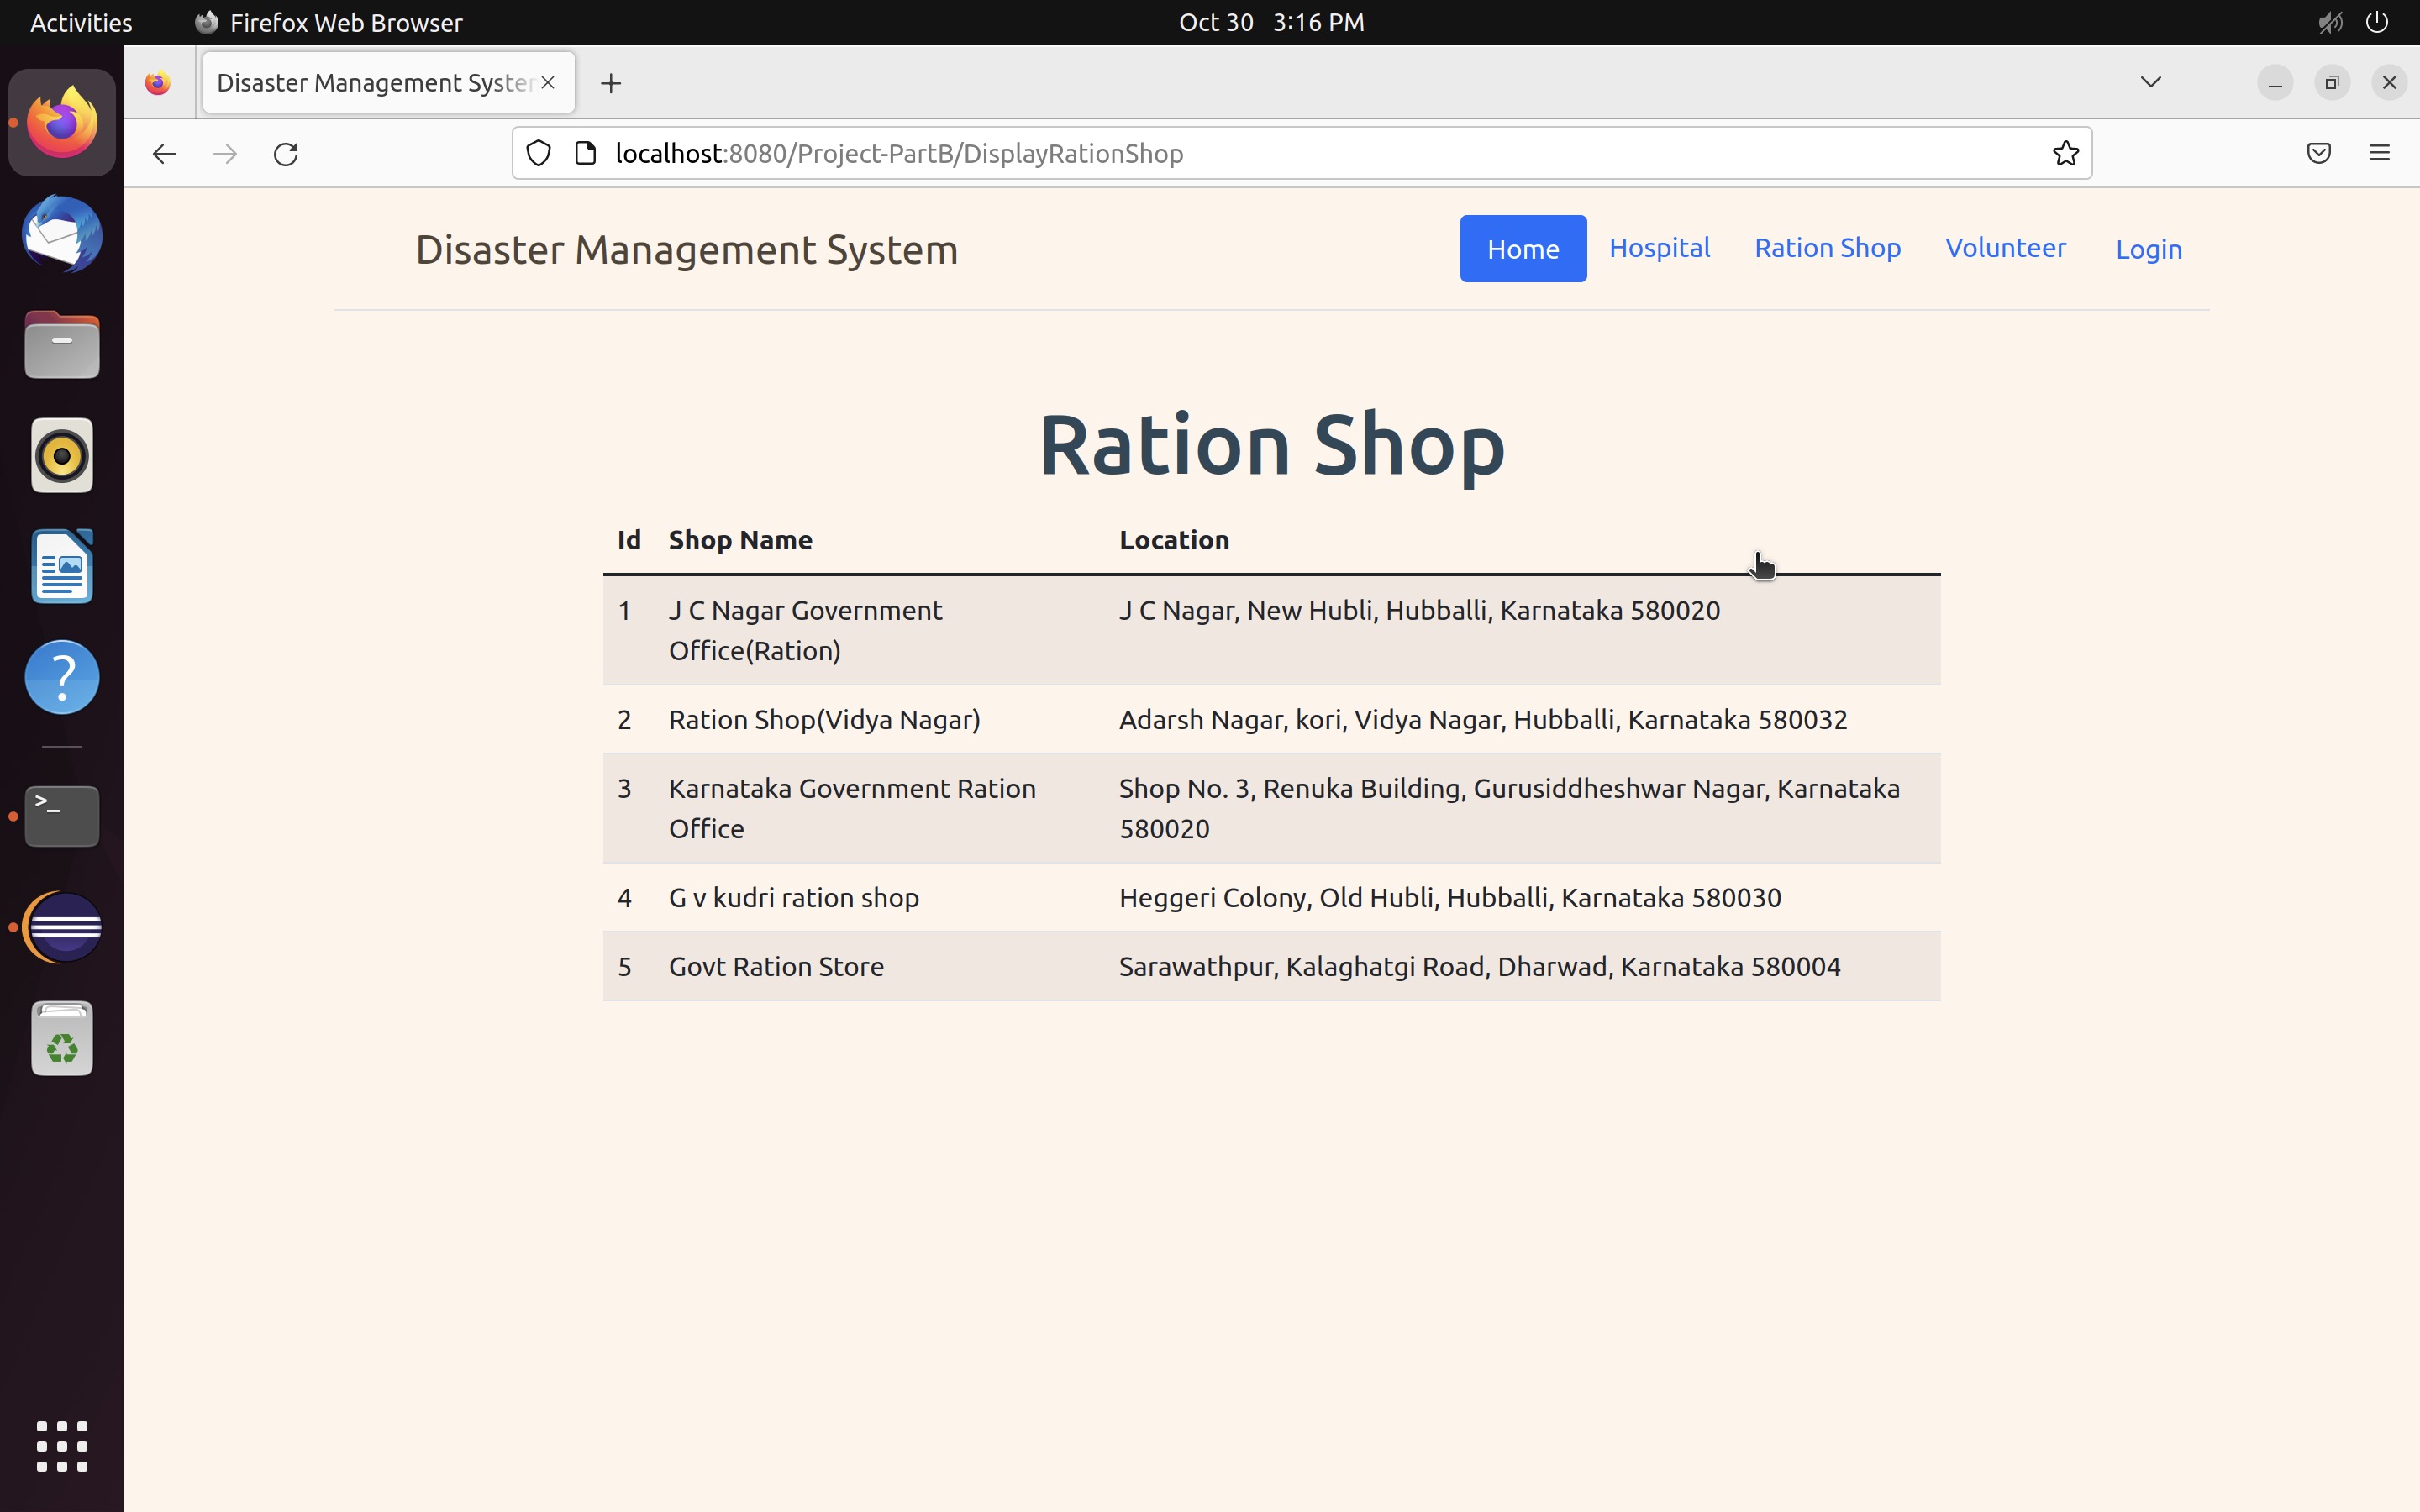 Activities Firefox Web Browser Oct 30 3:16 PM
Disaster Management System
localhost:8080/Project-PartB/DisplayRationShop
Disaster Management System Home Hospital Ration Shop Volunteer Login
Ration Shop
Id Shop Name Location
1 J C Nagar Government J C Nagar, New Hubli, Hubballi, Karnataka 580020
Office(Ration)
2 Ration Shop(Vidya Nagar) Adarsh Nagar, kori, Vidya Nagar, Hubballi, Karnataka 580032
3 Karnataka Government Ration Shop No. 3, Renuka Building, Gurusiddheshwar Nagar, Karnataka
Office 580020
4 G v kudri ration shop Heggeri Colony, Old Hubli, Hubballi, Karnataka 580030
5 Govt Ration Store Sarawathpur, Kalaghatgi Road, Dharwad, Karnataka 580004